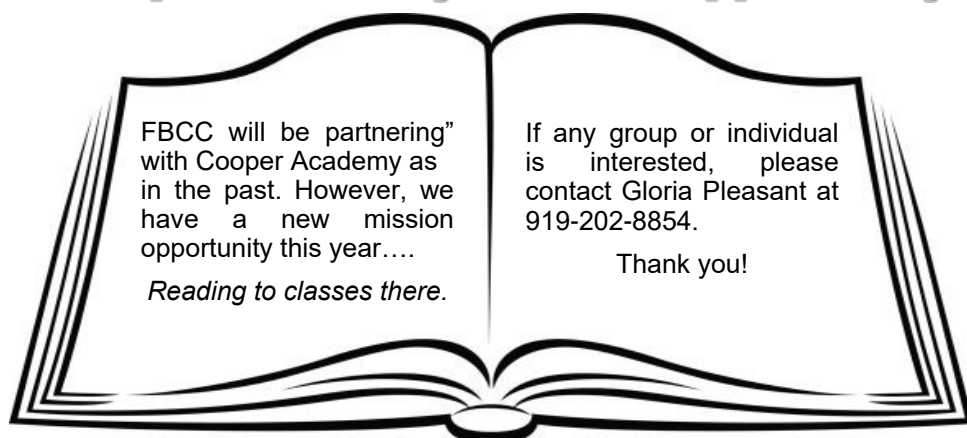 FBCC will be partnering”
with Cooper Academy as
in the past. However, we
have a new mission
opportunity this year….
Reading to classes there.
If any group or individual
is interested, please
contact Gloria Pleasant at
919-202-8854.
Thank you!